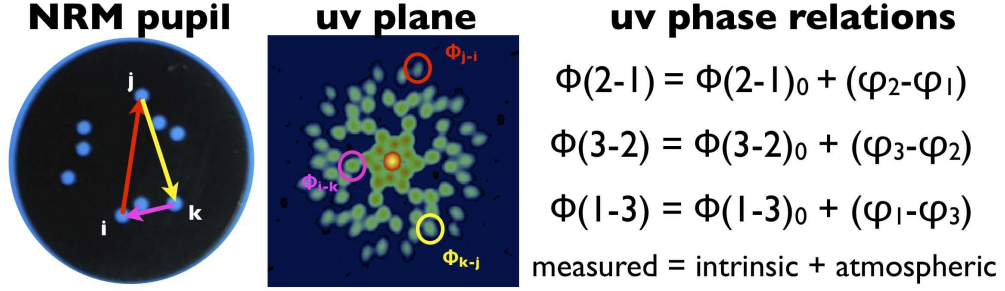 NRM pupil
j
i
k
uv plane
Φj-i
Φi-k
Φk-j
uv phase relations
Φ(2-1) = Φ(2-1)₀ + (φ₂-φ₁)
Φ(3-2) = Φ(3-2)₀ + (φ₃-φ₂)
Φ(1-3) = Φ(1-3)₀ + (φ₁-φ₃)
measured = intrinsic + atmospheric